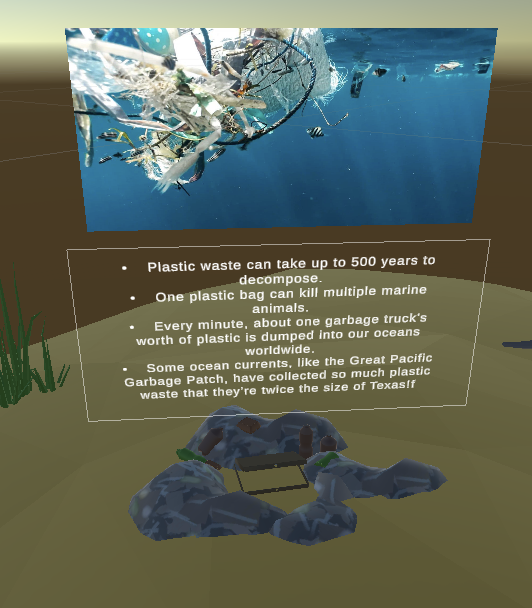 • Plastic waste can take up to 500 years to
decompose.
• One plastic bag can kill multiple marine
animals.
• Every minute, about one garbage truck's
worth of plastic is dumped into our oceans
worldwide.
• Some ocean currents, like the Great Pacific
Garbage Patch, have collected so much plastic
waste that they're twice the size of Texas!f